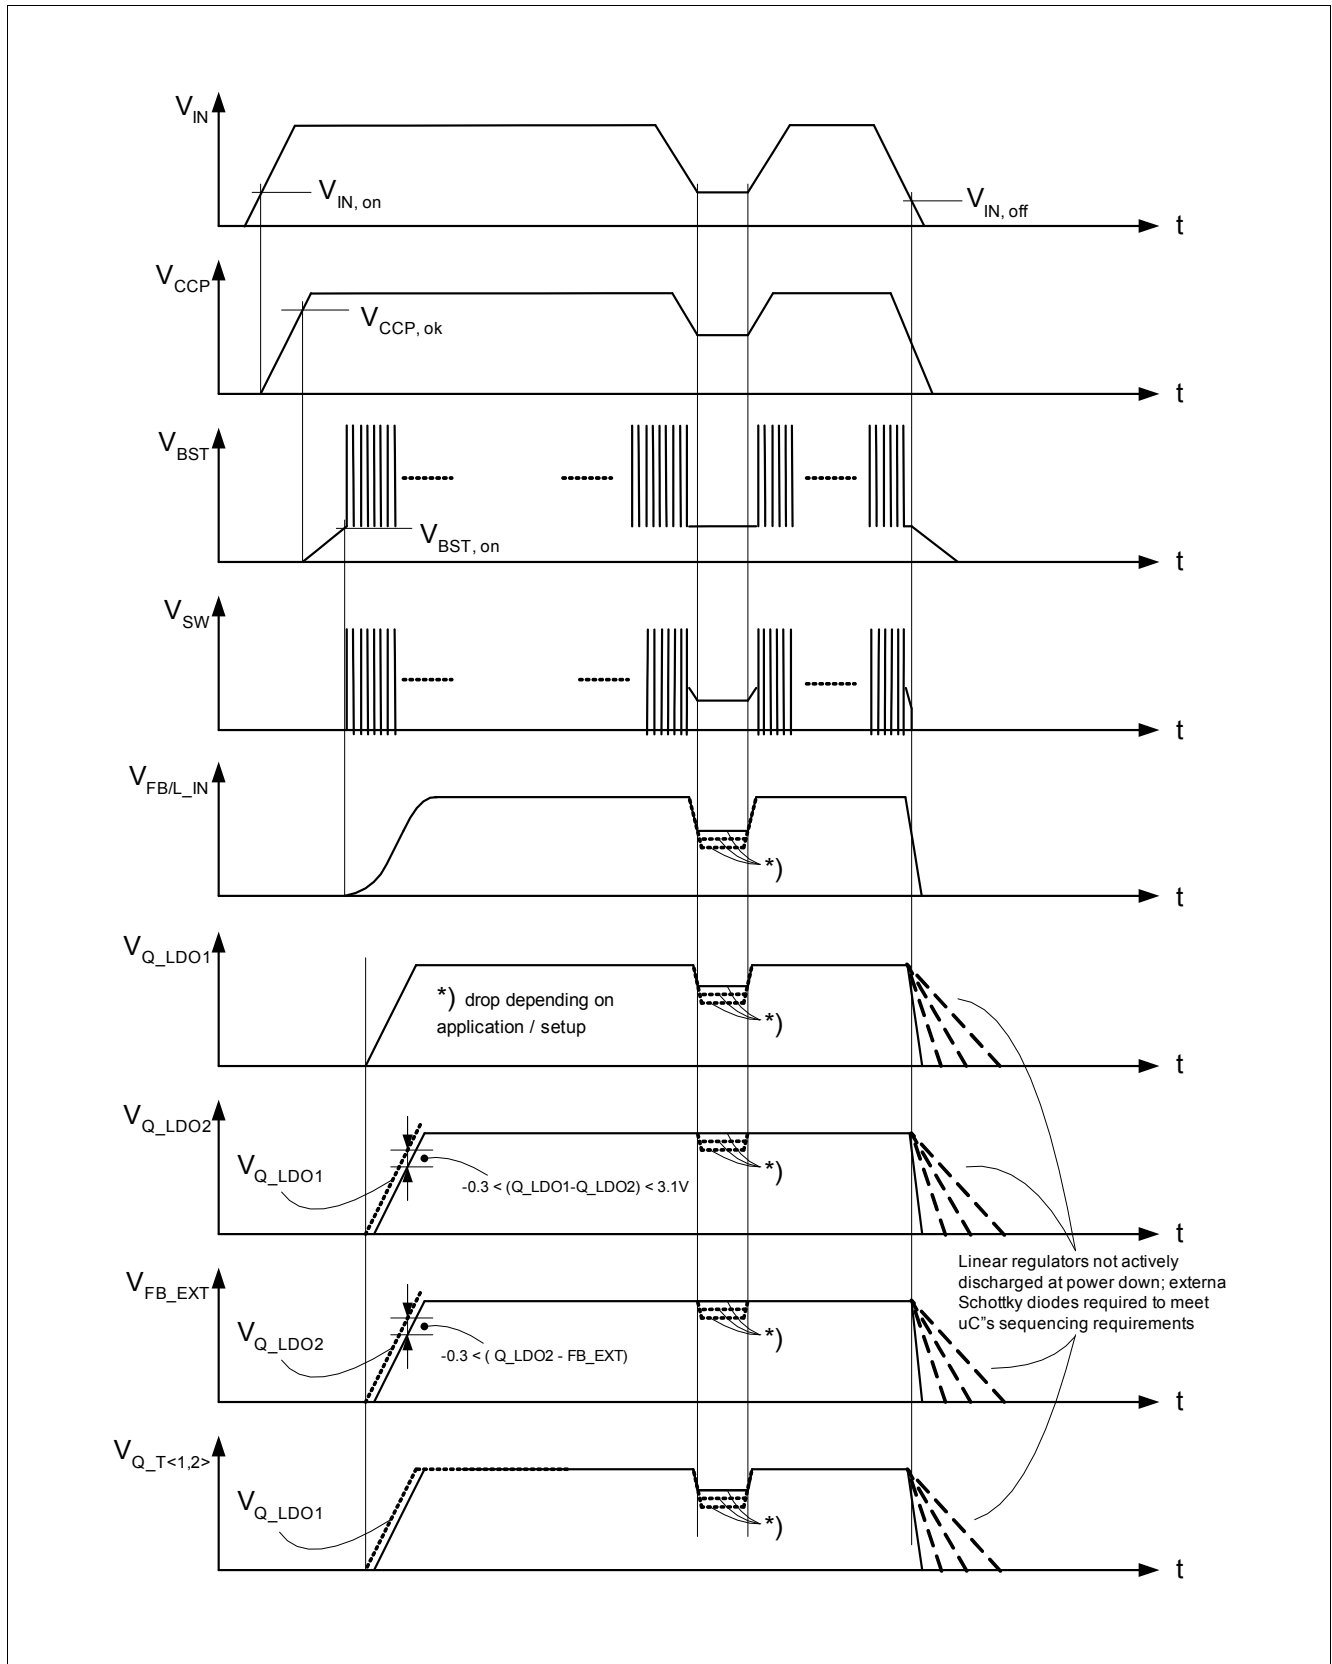 V_IN
V_IN, on
V_IN, off
t
V_CCP
V_CCP, ok
t
V_BST
V_BST, on
t
V_SW
t
V_FB/L_IN
*)
t
V_Q_LDO1
*) drop depending on
application / setup
*)
t
V_Q_LDO2
V_Q_LDO1
-0.3 < (Q_LDO1-Q_LDO2) < 3.1V
*)
t
Linear regulators not actively
discharged at power down; externa
Schottky diodes required to meet
uC"s sequencing requirements
V_FB_EXT
V_Q_LDO2
-0.3 < ( Q_LDO2 - FB_EXT)
*)
t
V_Q_T<1,2>
V_Q_LDO1
*)
t